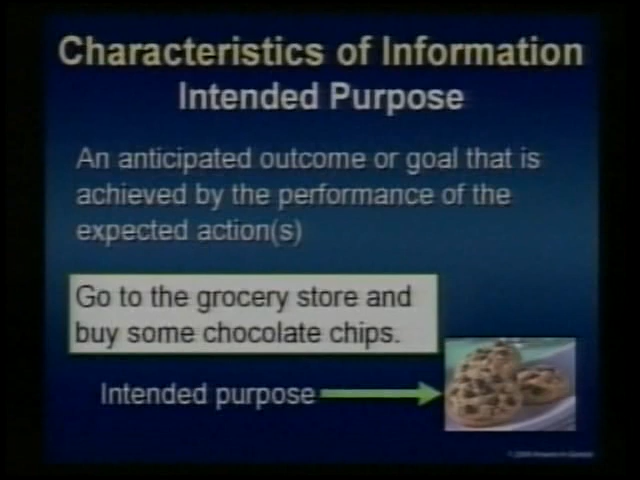 Characteristics of Information
Intended Purpose
An anticipated outcome or goal that is
achieved by the performance of the
expected action(s)
Go to the grocery store and
buy some chocolate chips.
Intended purpose